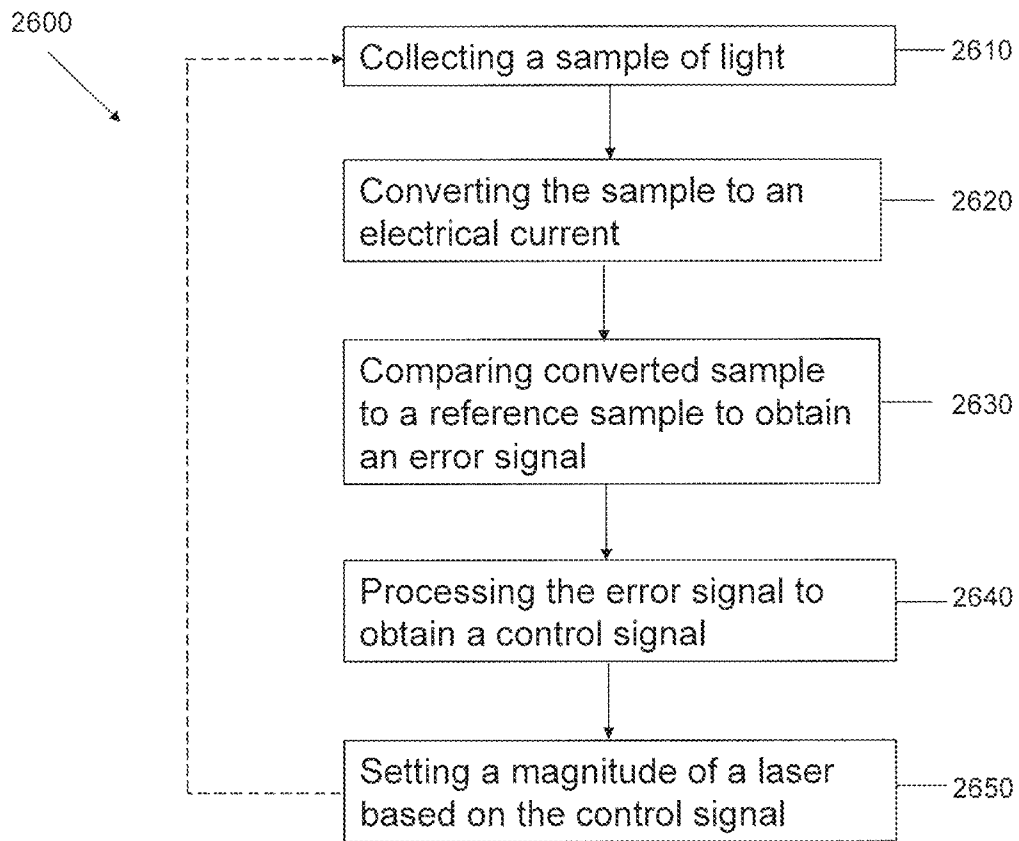 2600
Collecting a sample of light
2610
Converting the sample to an
electrical current
2620
Comparing converted sample
to a reference sample to obtain
an error signal
2630
Processing the error signal to
obtain a control signal
2640
Setting a magnitude of a laser
based on the control signal
2650